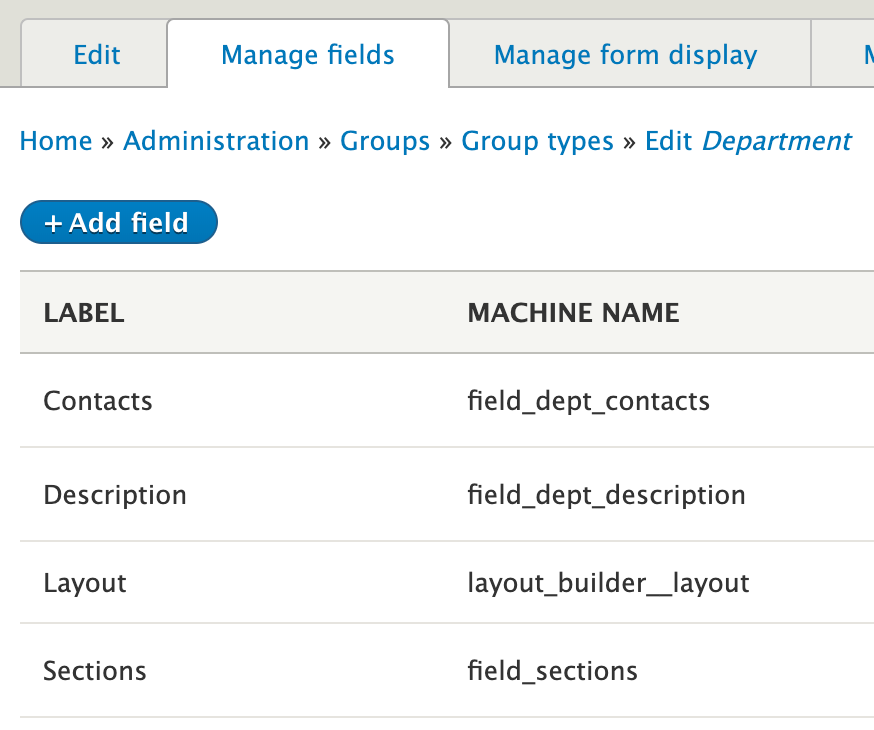 Edit Manage fields Manage form display
Home » Administration » Groups » Group types » Edit Department
+ Add field
LABEL MACHINE NAME
Contacts field_dept_contacts
Description field_dept_description
Layout layout_builder__layout
Sections field_sections